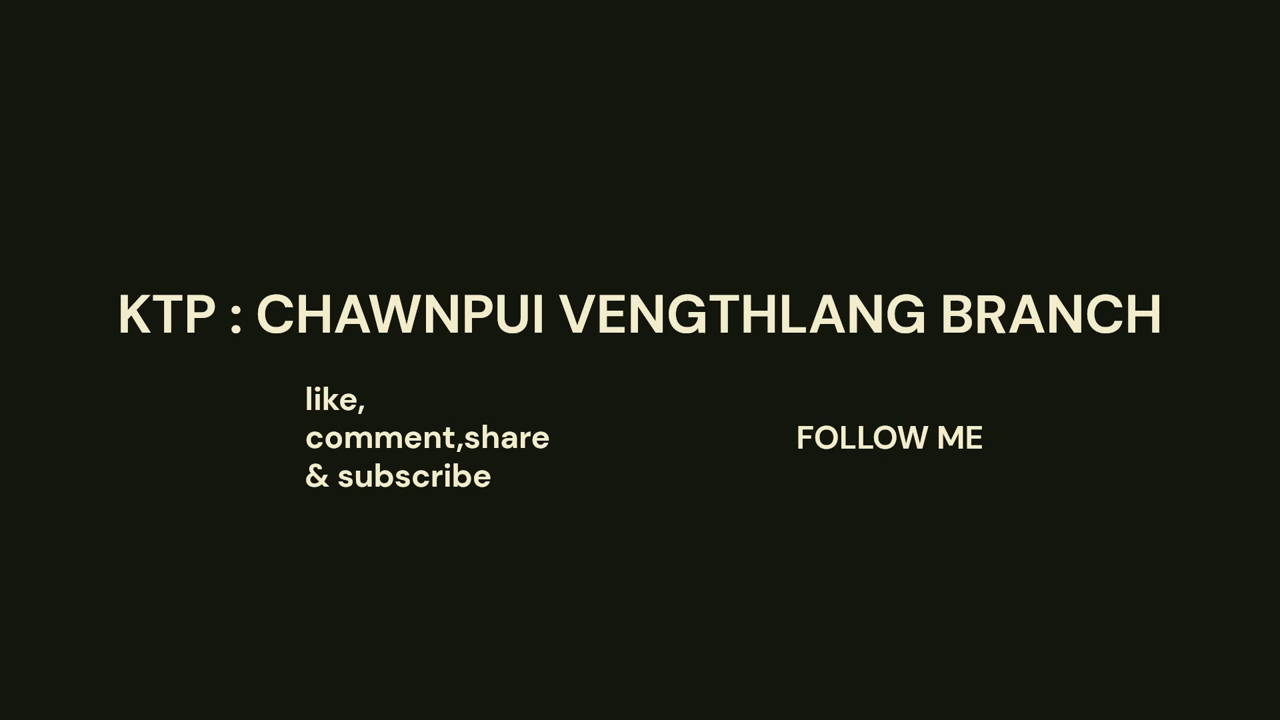 KTP : CHAWNPUI VENGTHLANG BRANCH
like,
comment,share
& subscribe
FOLLOW ME